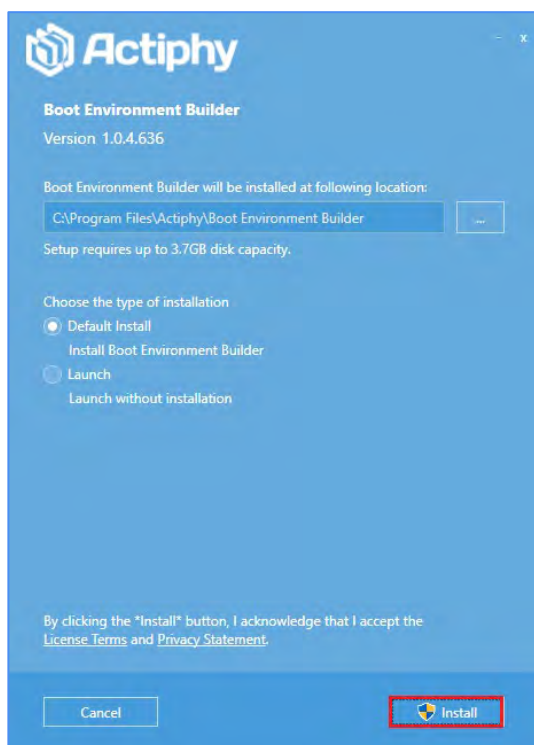 Actiphy
- x
Boot Environment Builder
Version 1.0.4.636
Boot Environment Builder will be installed at following location:
C:\Program Files\Actiphy\Boot Environment Builder
...
Setup requires up to 3.7GB disk capacity.
Choose the type of installation
Default Install
Install Boot Environment Builder
Launch
Launch without installation
By clicking the "Install" button, I acknowledge that I accept the
License Terms and Privacy Statement.
Cancel
Install